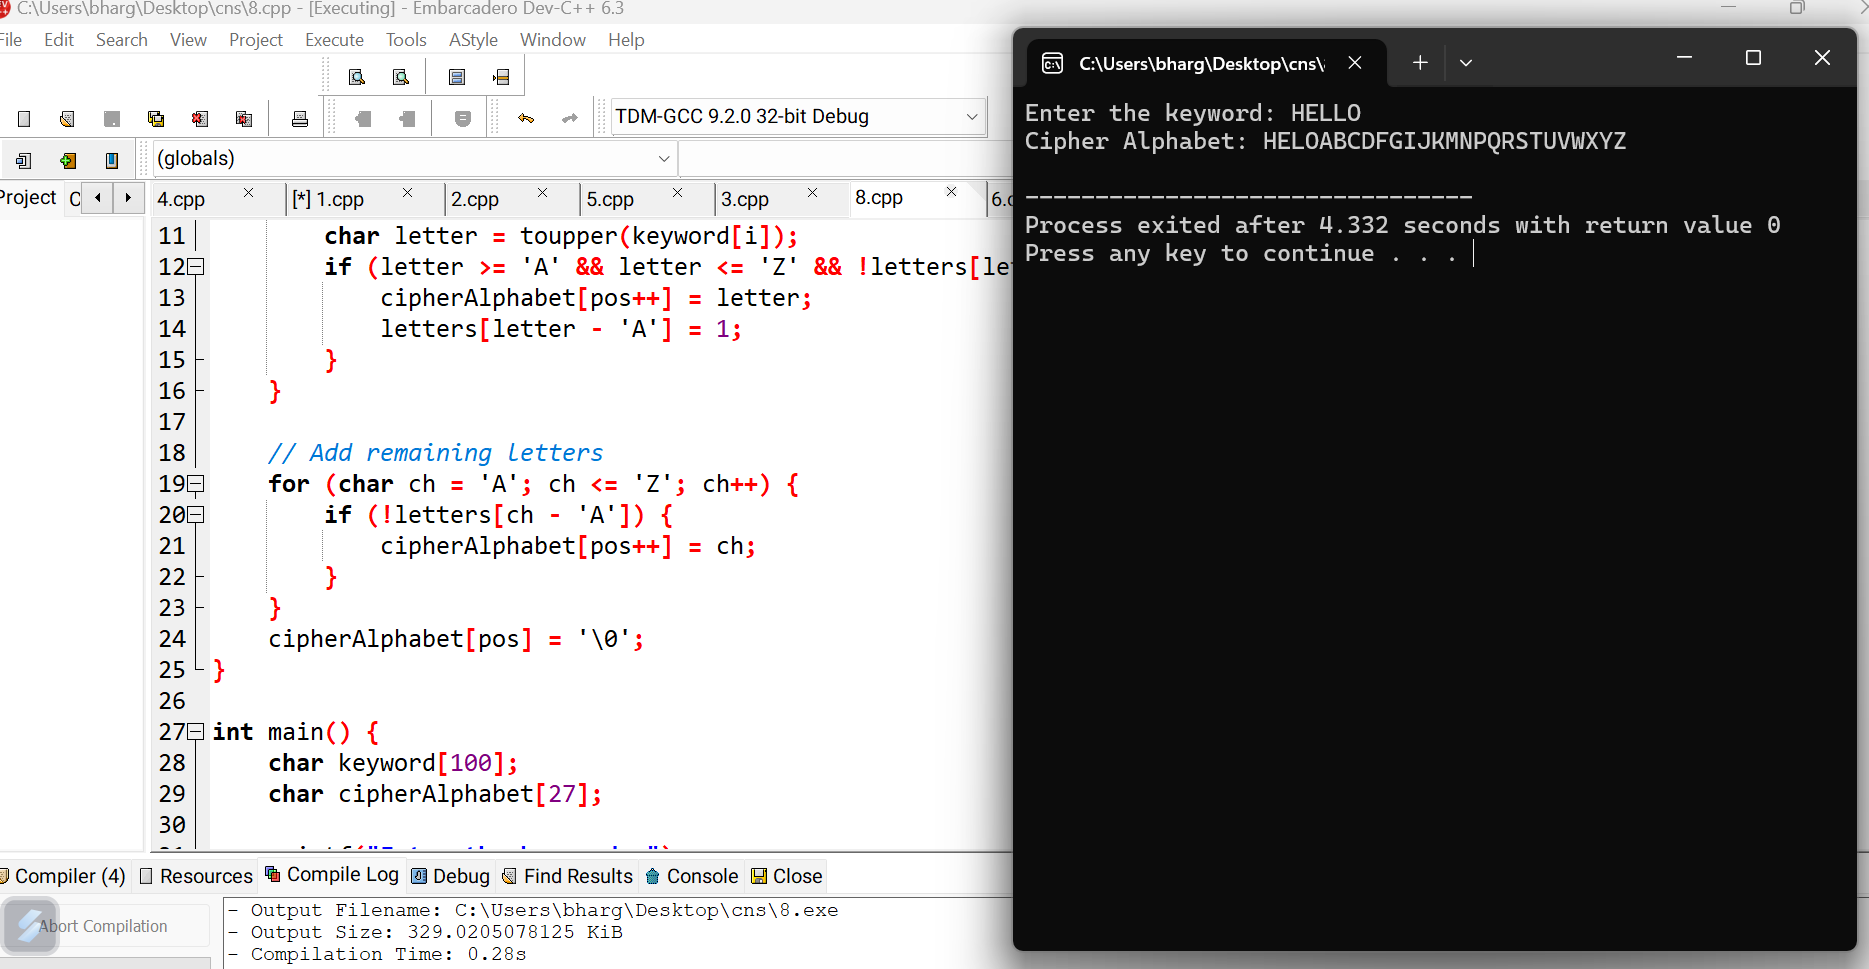 C:\Users\bharg\Desktop\cns\8.cpp - [Executing] - Embarcadero Dev-C++ 6.3
File Edit Search View Project Execute Tools AStyle Window Help
TDM-GCC 9.2.0 32-bit Debug
(globals)
Project C
4.cpp [*] 1.cpp 2.cpp 5.cpp 3.cpp 8.cpp 6.c
11 char letter = toupper(keyword[i]);
12 if (letter >= 'A' && letter <= 'Z' && !letters[le
13 cipherAlphabet[pos++] = letter;
14 letters[letter - 'A'] = 1;
15 }
16 }
17
18 // Add remaining letters
19 for (char ch = 'A'; ch <= 'Z'; ch++) {
20 if (!letters[ch - 'A']) {
21 cipherAlphabet[pos++] = ch;
22 }
23 }
24 cipherAlphabet[pos] = '\0';
25 }
26
27 int main() {
28 char keyword[100];
29 char cipherAlphabet[27];
30
Compiler (4) Resources Compile Log Debug Find Results Console Close
Abort Compilation
- Output Filename: C:\Users\bharg\Desktop\cns\8.exe
- Output Size: 329.0205078125 KiB
- Compilation Time: 0.28s
C:\Users\bharg\Desktop\cns\
Enter the keyword: HELLO
Cipher Alphabet: HELOABCDFGIJKMNPQRSTUVWXYZ
--------------------------------
Process exited after 4.332 seconds with return value 0
Press any key to continue . . .